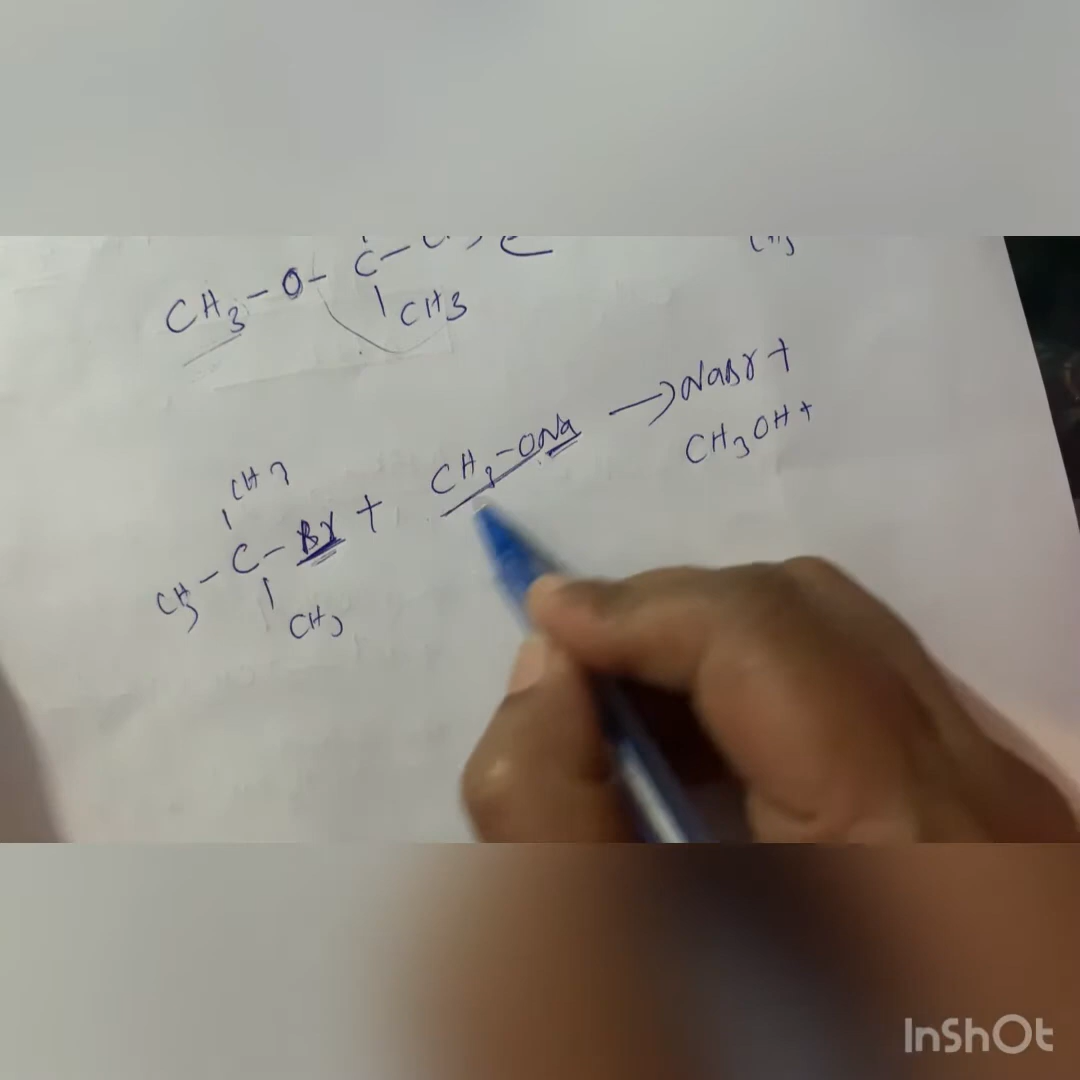 CH3-O-C-
CH3
CH3-ONa → NaBr +
CH3OH +
CH3
CH3-C-Br +
CH3
InShOt